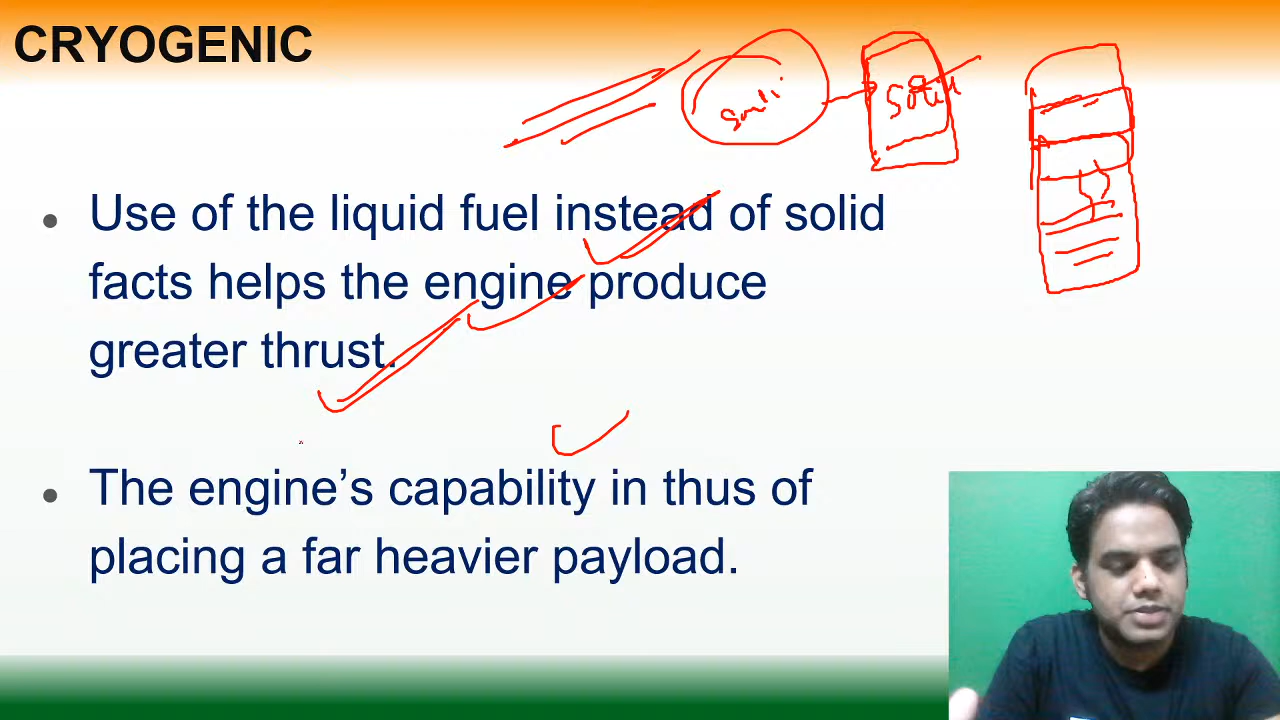 CRYOGENIC
Solid
Use of the liquid fuel instead of solid
facts helps the engine produce
greater thrust.
The engine’s capability in thus of
placing a far heavier payload.